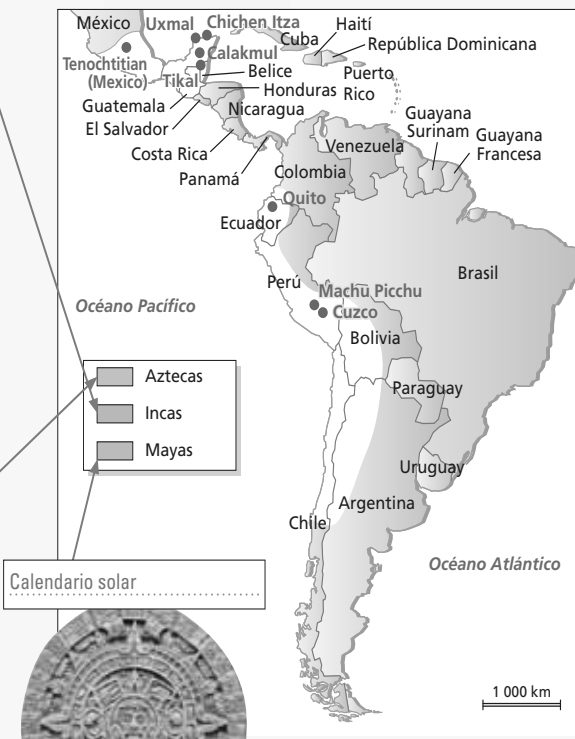 México
Uxmal
Chichen Itza
Cuba
Haití
República Dominicana
Tenochtitian
(Mexico)
Calakmul
Tikal
Belice
Puerto
Rico
Honduras
Guatemala
Nicaragua
El Salvador
Costa Rica
Panamá
Venezuela
Guayana
Surinam
Guayana
Francesa
Colombia
Quito
Ecuador
Brasil
Perú
Machu Picchu
Cuzco
Océano Pacífico
Bolivia
Aztecas
Incas
Mayas
Paraguay
Uruguay
Argentina
Chile
Océano Atlántico
Calendario solar
1 000 km